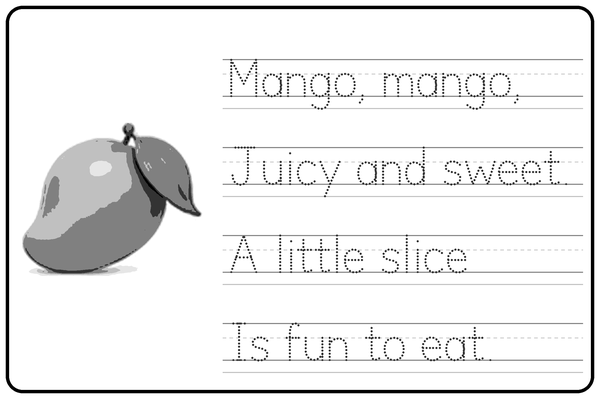 Mango, mango,
Juicy and sweet.
A little slice
Is fun to eat.